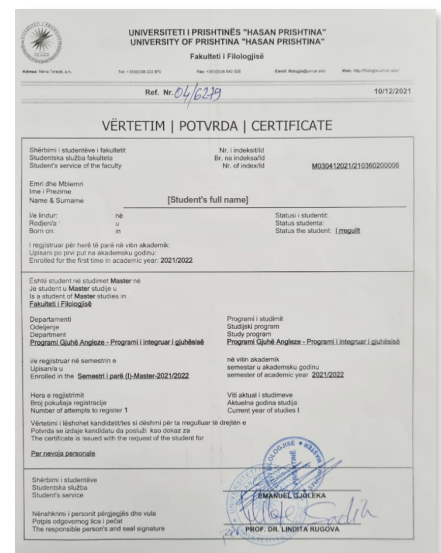 UNIVERSITETI I PRISHTINËS "HASAN PRISHTINA"
UNIVERSITY OF PRISHTINA "HASAN PRISHTINA"
Fakulteti i Filologjisë
Ref. Nr. 04/6279 10/12/2021
VËRTETIM | POTVRDA | CERTIFICATE
Shërbimi i studentëve i fakultetit Nr. i indeksit/id
Studentska služba fakulteta Br. na indeksa/id
Student's service of the faculty Nr. of index/id M030412021/210360200006
Emri dhe Mbiemri
Ime i Prezime
Name & Surname [Student's full name]
I/e lindur: në Statusi i studentit:
Rodjen/a : u Status studenta:
Born on: in Status the student: I rregullt
I regjistruar për herë të parë në vitin akademik:
Upisani po prvi put na akademsku godinu:
Enrolled for the first time in academic year: 2021/2022
Eshtë student në studimet Master në
Je student u Master studije u
Is a student of Master studies in
Fakulteti i Filologjisë
Departamenti Programi i studimit
Odeljenje Studijski program
Department Study program
Programi Gjuhë Angleze - Programi i integruar i gjuhësisë Programi Gjuhë Angleze - Programi i integruar i gjuhësisë
i/e regjistruar në semestrin e në vitin akademik
Upisan/a u semestar u akademsku godinu
Enrolled in the Semestri i parë (I)-Master-2021/2022 semester of academic year 2021/2022
Hera e regjistrimit Viti aktual i studimeve
Broj pokušaja registracije Aktuelna godina studija
Number of attempts to register 1 Current year of studies I
Vërtetimi i lëshohet kandidatit/tes si dëshmi për ta rregulluar të drejtën e
Potvrda se izdaje kandidatu da posluži kao dokaz za
The certificate is issued with the request of the student for
Per nevoja personale
Shërbimi i studentëve
Studentska služba
Student's service EMANUEL GJOLEKA
Nënshkrimi i personit përgjegjës dhe vula
Potpis odgovornog lica i pečat
The responsible person's and seal signature PROF. DR. LINDITA RUGOVA